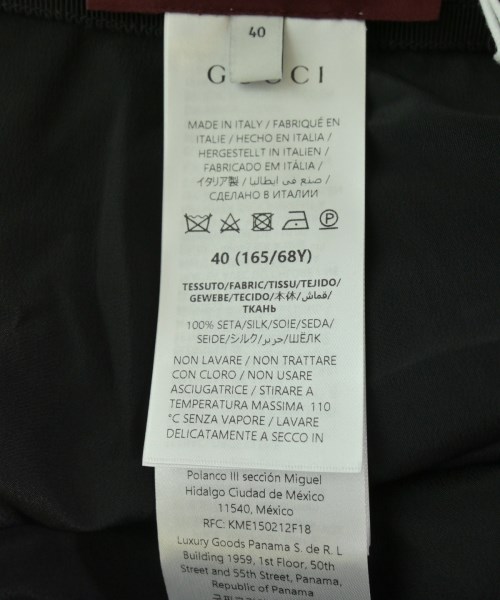 40
GUCCI
MADE IN ITALY / FABRIQUÉ EN
ITALIE / HECHO EN ITALIA /
HERGESTELLT IN ITALIEN /
FABRICADO EM ITÁLIA /
イタリア製 / صنع في ايطاليا /
СДЕЛАНО В ИТАЛИИ
P
40 (165/68Y)
TESSUTO/FABRIC/TISSU/TEJIDO/
GEWEBE/TECIDO/本体/قماش/
ТКАНЬ
100% SETA/SILK/SOIE/SEDA/
SEIDE/シルク/حرير/ШЁЛК
NON LAVARE / NON TRATTARE
CON CLORO / NON USARE
ASCIUGATRICE / STIRARE A
TEMPERATURA MASSIMA 110
°C SENZA VAPORE / LAVARE
DELICATAMENTE A SECCO IN
Polanco III sección Miguel
Hidalgo Ciudad de México
11540, México
RFC: KME150212F18
Luxury Goods Panama S. de R. L
Building 1959, 1st Floor, 50th
Street and 55th Street, Panama,
Republic of Panama